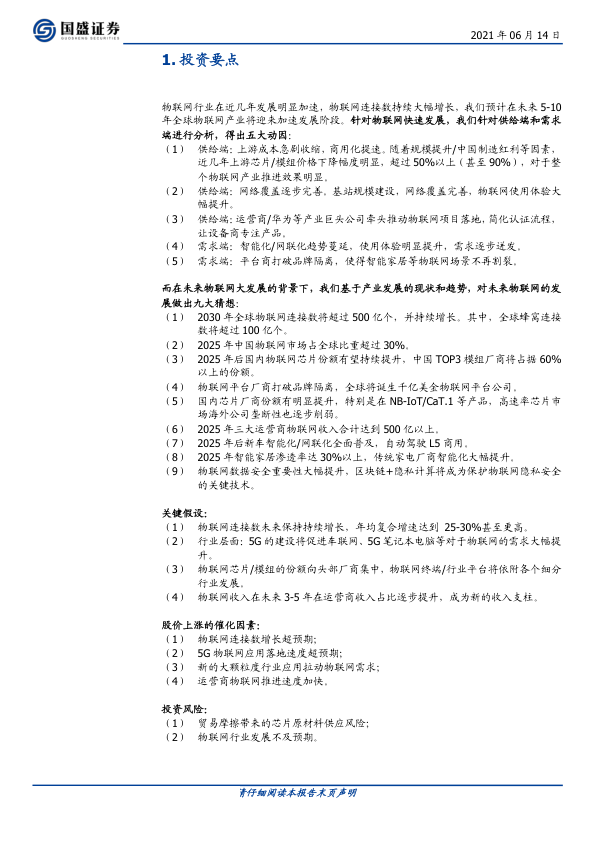 国盛证券
GUOSHENG SECURITIES
2021 年 06 月 14 日
1. 投资要点
物联网行业在近几年发展明显加速，物联网连接数持续大幅增长，我们预计在未来 5-10
年全球物联网产业将迎来加速发展阶段。针对物联网快速发展，我们针对供给端和需求
端进行分析，得出五大动因：
（1） 供给端：上游成本急剧收缩，商用化提速。随着规模提升/中国制造红利等因素，
近几年上游芯片/模组价格下降幅度明显，超过 50%以上（甚至 90%），对于整
个物联网产业推进效果明显。
（2） 供给端：网络覆盖逐步完善。基站规模建设，网络覆盖完善，物联网使用体验大
幅提升。
（3） 供给端：运营商/华为等产业巨头公司牵头推动物联网项目落地，简化认证流程，
让设备商专注产品。
（4） 需求端：智能化/网联化趋势蔓延，使用体验明显提升，需求逐步迸发。
（5） 需求端：平台商打破品牌隔离，使得智能家居等物联网场景不再割裂。
而在未来物联网大发展的背景下，我们基于产业发展的现状和趋势，对未来物联网的发
展做出九大猜想：
（1） 2030 年全球物联网连接数将超过 500 亿个，并持续增长。其中，全球蜂窝连接
数将超过 100 亿个。
（2） 2025 年中国物联网市场占全球比重超过 30%。
（3） 2025 年后国内物联网芯片份额有望持续提升，中国 TOP3 模组厂商将占据 60%
以上的份额。
（4） 物联网平台厂商打破品牌隔离，全球将诞生千亿美金物联网平台公司。
（5） 国内芯片厂商份额有明显提升，特别是在 NB-IoT/CaT.1 等产品，高速率芯片市
场海外公司垄断性也逐步削弱。
（6） 2025 年三大运营商物联网收入合计达到 500 亿以上。
（7） 2025 年后新车智能化/网联化全面普及，自动驾驶 L5 商用。
（8） 2025 年智能家居渗透率达 30%以上，传统家电厂商智能化大幅提升。
（9） 物联网数据安全重要性大幅提升，区块链+隐私计算将成为保护物联网隐私安全
的关键技术。
关键假设：
（1） 物联网连接数未来保持持续增长，年均复合增速达到 25-30%甚至更高。
（2） 行业层面：5G 的建设将促进车联网、5G 笔记本电脑等对于物联网的需求大幅提
升。
（3） 物联网芯片/模组的份额向头部厂商集中，物联网终端/行业平台将依附各个细分
行业发展。
（4） 物联网收入在未来 3-5 年在运营商收入占比逐步提升，成为新的收入支柱。
股价上涨的催化因素：
（1） 物联网连接数增长超预期；
（2） 5G 物联网应用落地速度超预期；
（3） 新的大颗粒度行业应用拉动物联网需求；
（4） 运营商物联网推进速度加快。
投资风险：
（1） 贸易摩擦带来的芯片原材料供应风险；
（2） 物联网行业发展不及预期。
请仔细阅读本报告末页声明